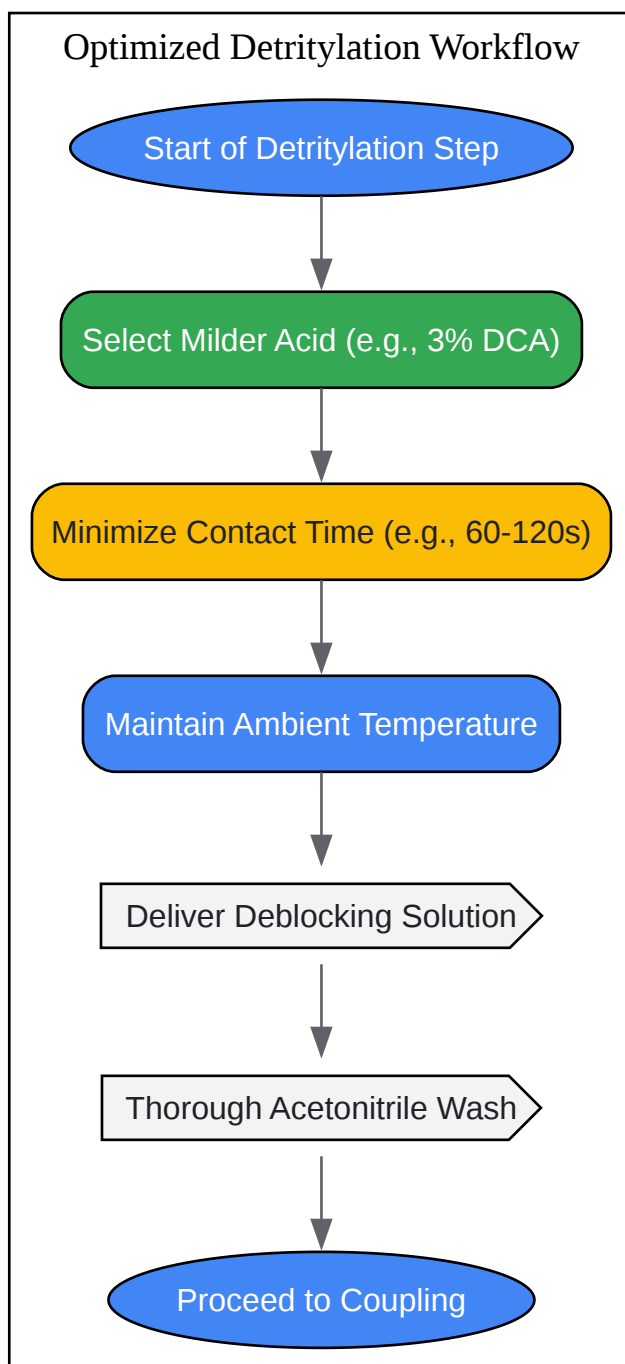 Optimized Detritylation Workflow
Start of Detritylation Step
Select Milder Acid (e.g., 3% DCA)
Minimize Contact Time (e.g., 60-120s)
Maintain Ambient Temperature
Deliver Deblocking Solution
Thorough Acetonitrile Wash
Proceed to Coupling